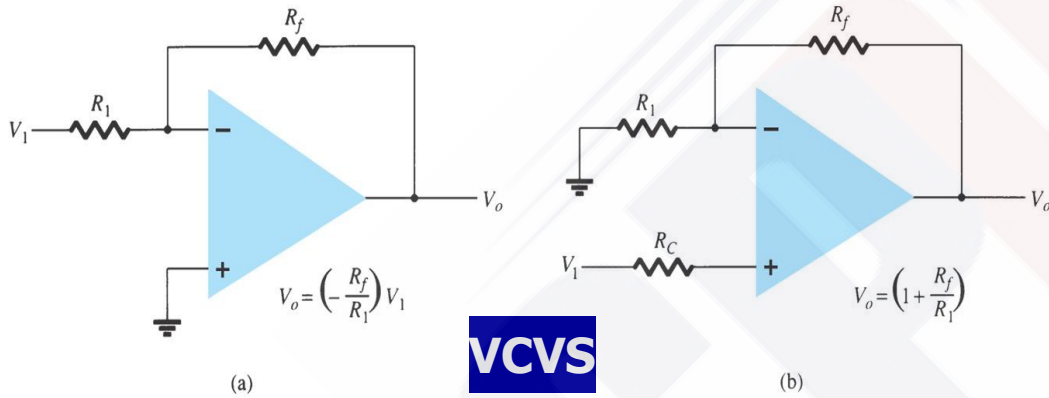 R_f
R_1
V_1
−
+
V_o
V_o = (−R_f/R_1) V_1
(a)
R_f
R_1
−
R_C
V_1
+
V_o
V_o = (1 + R_f/R_1)
(b)
VCVS